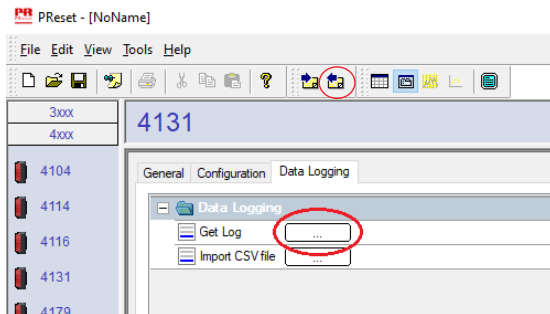 PR PReset - [NoName]
File Edit View Tools Help
3xxx
4xxx
4131
4104
4114
4116
4131
4179
General Configuration Data Logging
Data Logging
Get Log ...
Import CSV file ...